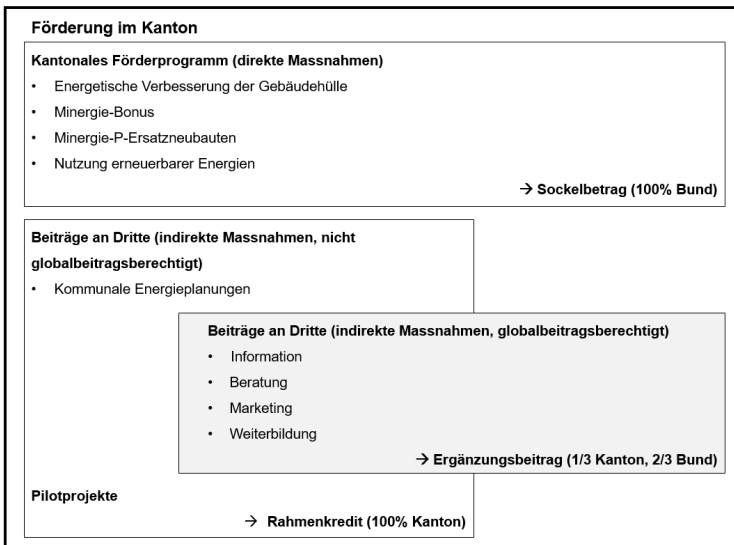 Förderung im Kanton
Kantonales Förderprogramm (direkte Massnahmen)
• Energetische Verbesserung der Gebäudehülle
• Minergie-Bonus
• Minergie-P-Ersatzneubauten
• Nutzung erneuerbarer Energien
→ Sockelbetrag (100% Bund)
Beiträge an Dritte (indirekte Massnahmen, nicht
globalbeitragsberechtigt)
• Kommunale Energieplanungen
Beiträge an Dritte (indirekte Massnahmen, globalbeitragsberechtigt)
• Information
• Beratung
• Marketing
• Weiterbildung
→ Ergänzungsbeitrag (1/3 Kanton, 2/3 Bund)
Pilotprojekte
→ Rahmenkredit (100% Kanton)